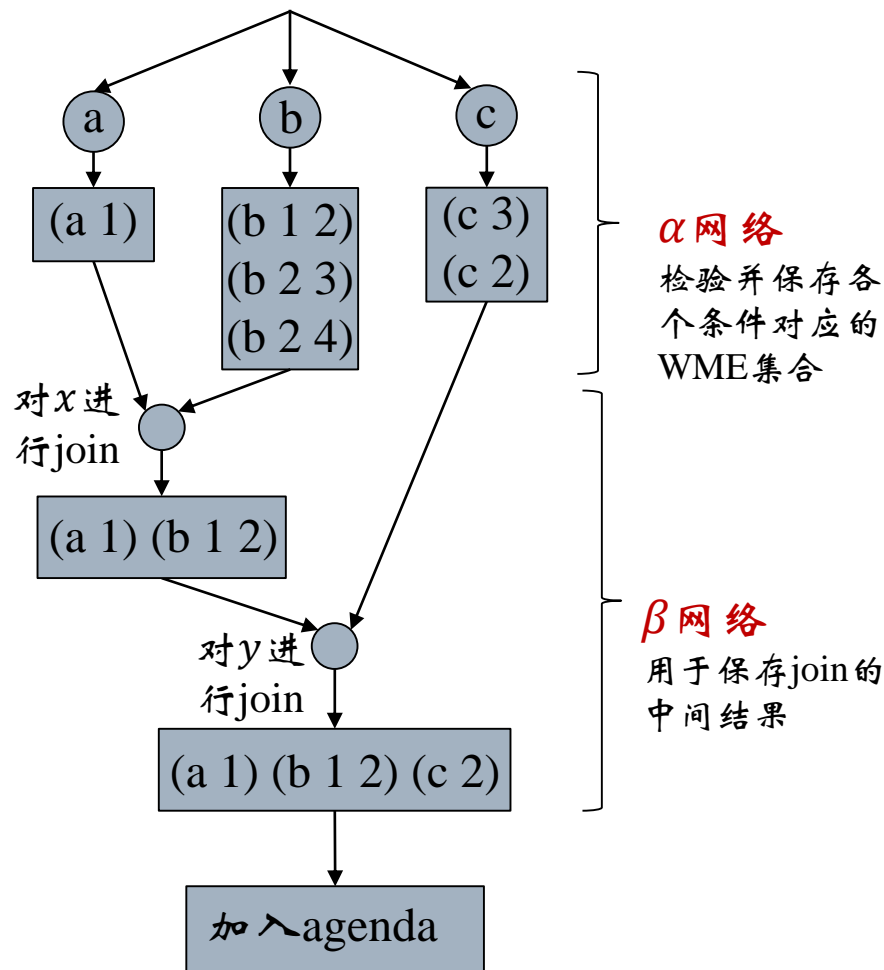 a
b
c
(a 1)
(b 1 2)
(b 2 3)
(b 2 4)
(c 3)
(c 2)
α网络
检验并保存各
个条件对应的
WME集合
对x进
行join
(a 1) (b 1 2)
β网络
用于保存join的
中间结果
对y进
行join
(a 1) (b 1 2) (c 2)
加入agenda